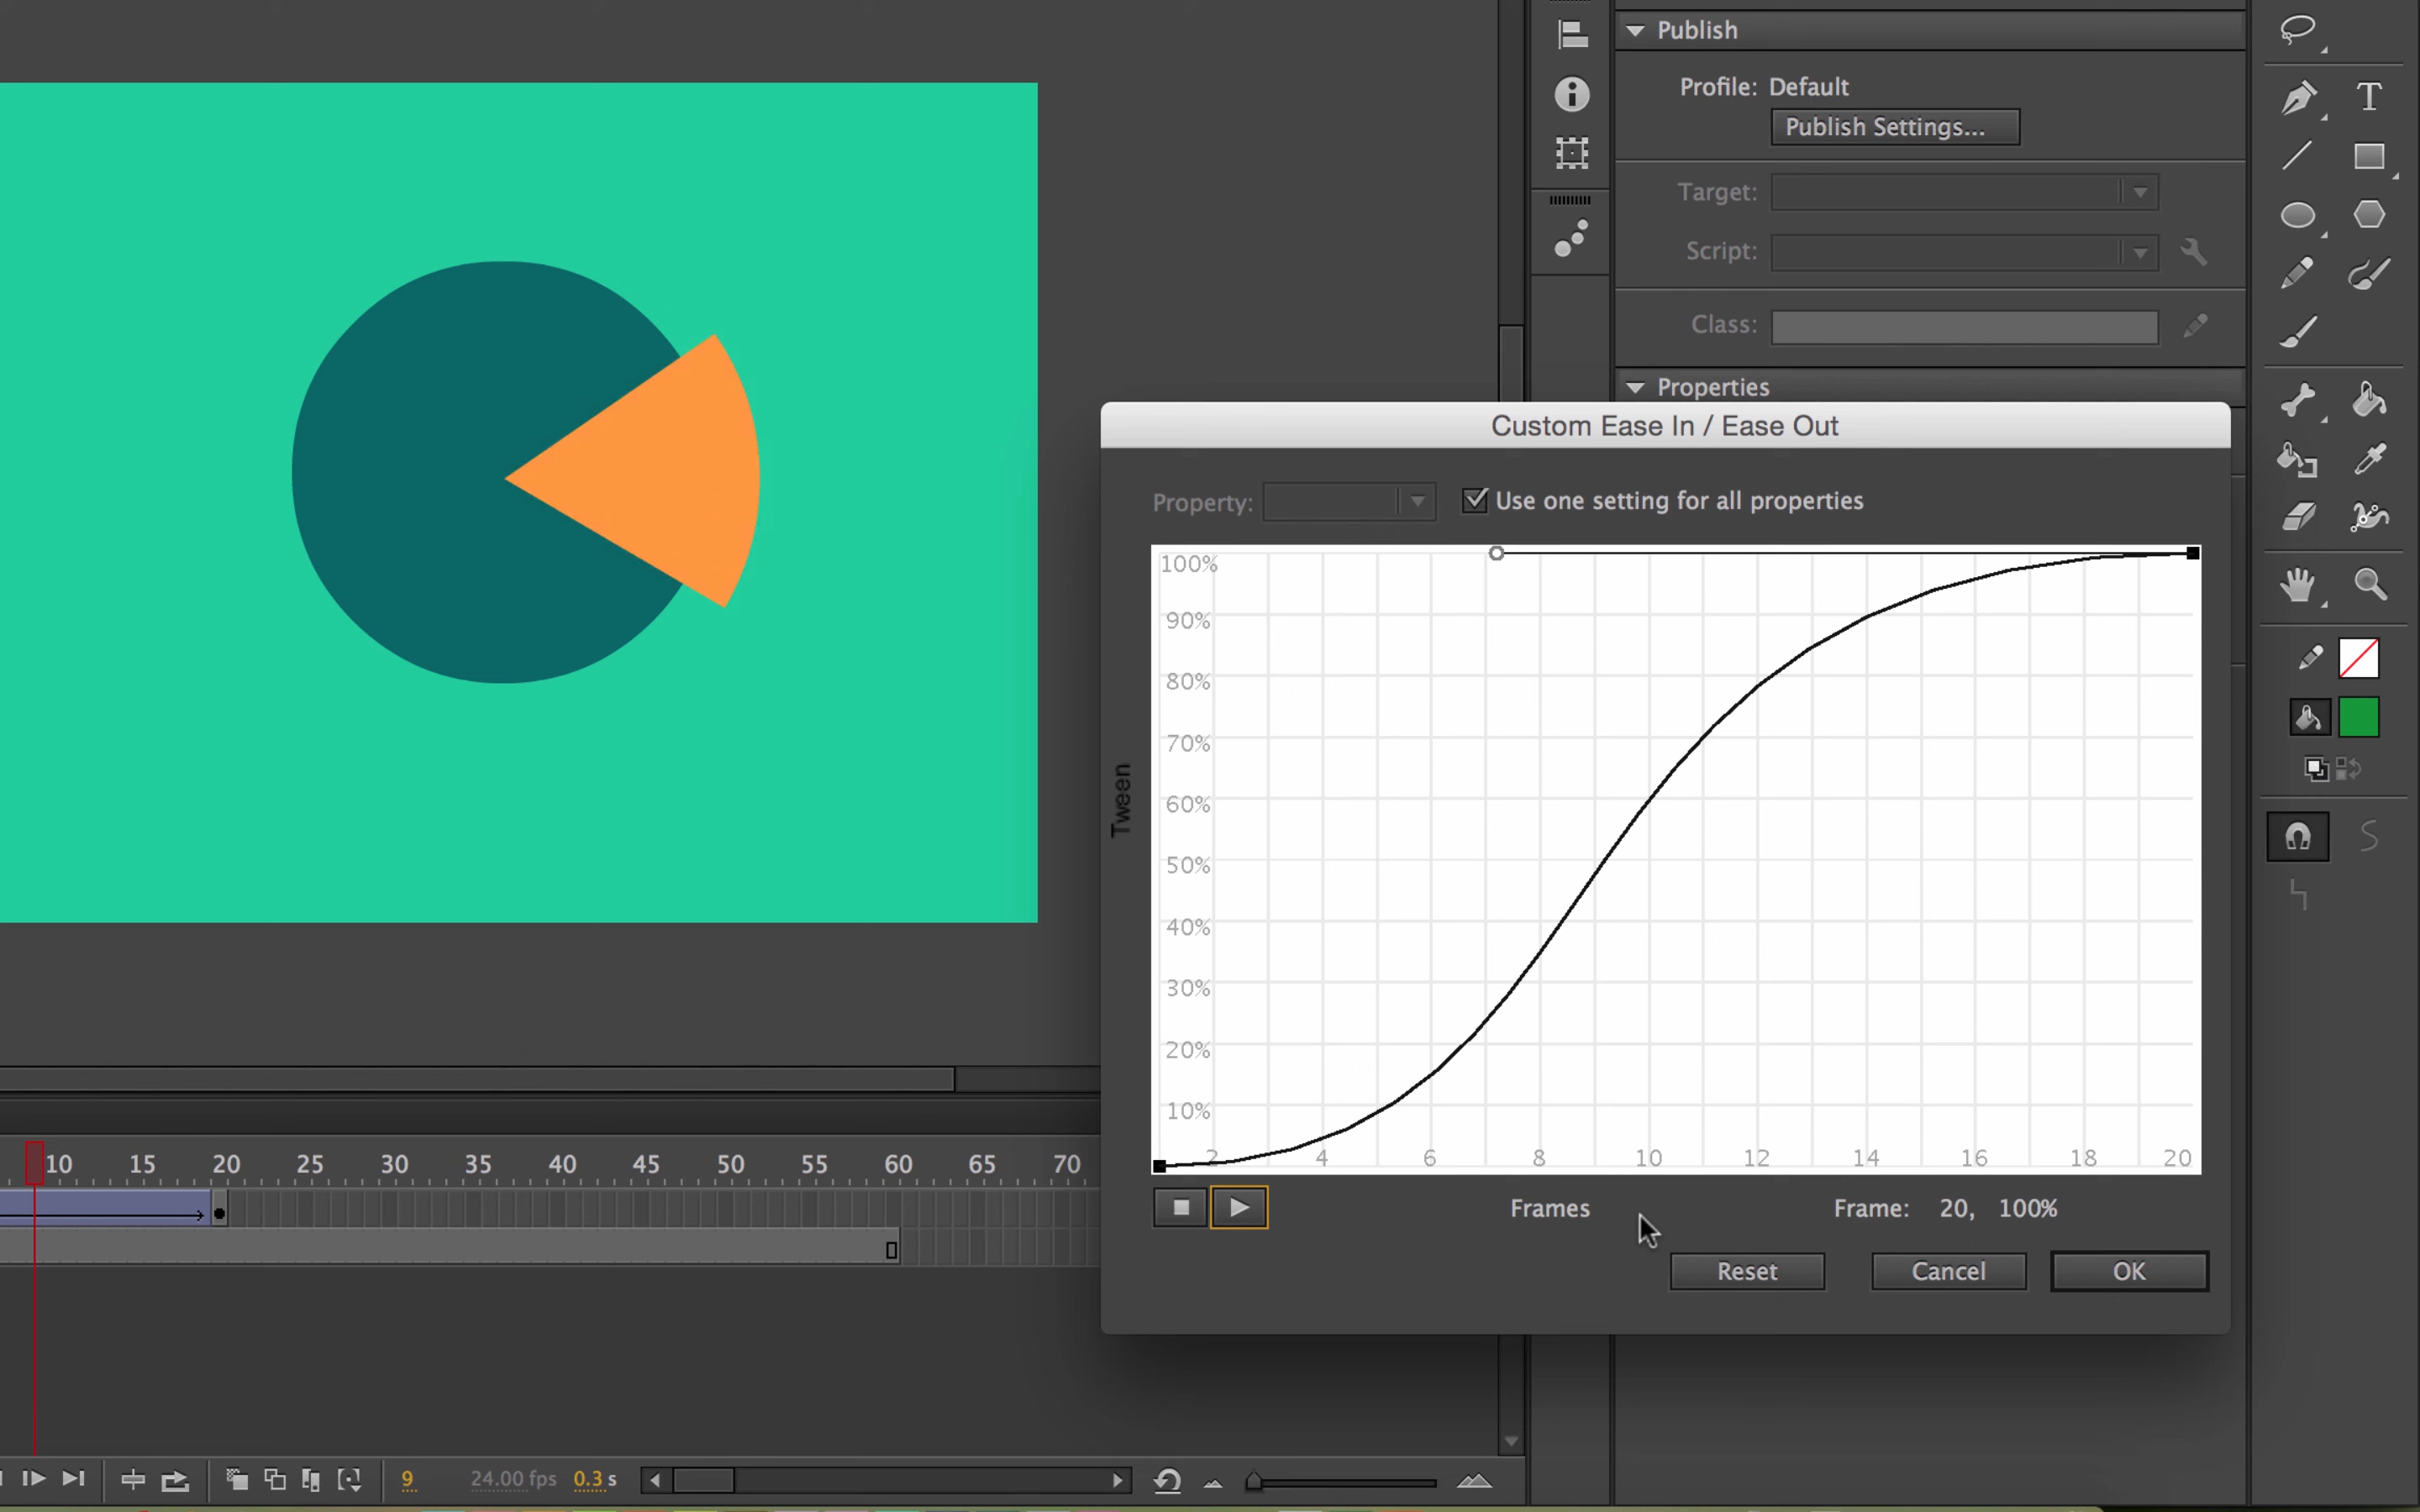 Publish
Profile: Default
Publish Settings...
Target:
Script:
Class:
Properties
Custom Ease In / Ease Out
Property:
Use one setting for all properties
100%
90%
80%
70%
60%
50%
40%
30%
20%
10%
Tween
2 4 6 8 10 12 14 16 18 20
Frames
Frame: 20, 100%
Reset Cancel OK
10 15 20 25 30 35 40 45 50 55 60 65 70
9 24.00 fps 0.3 s